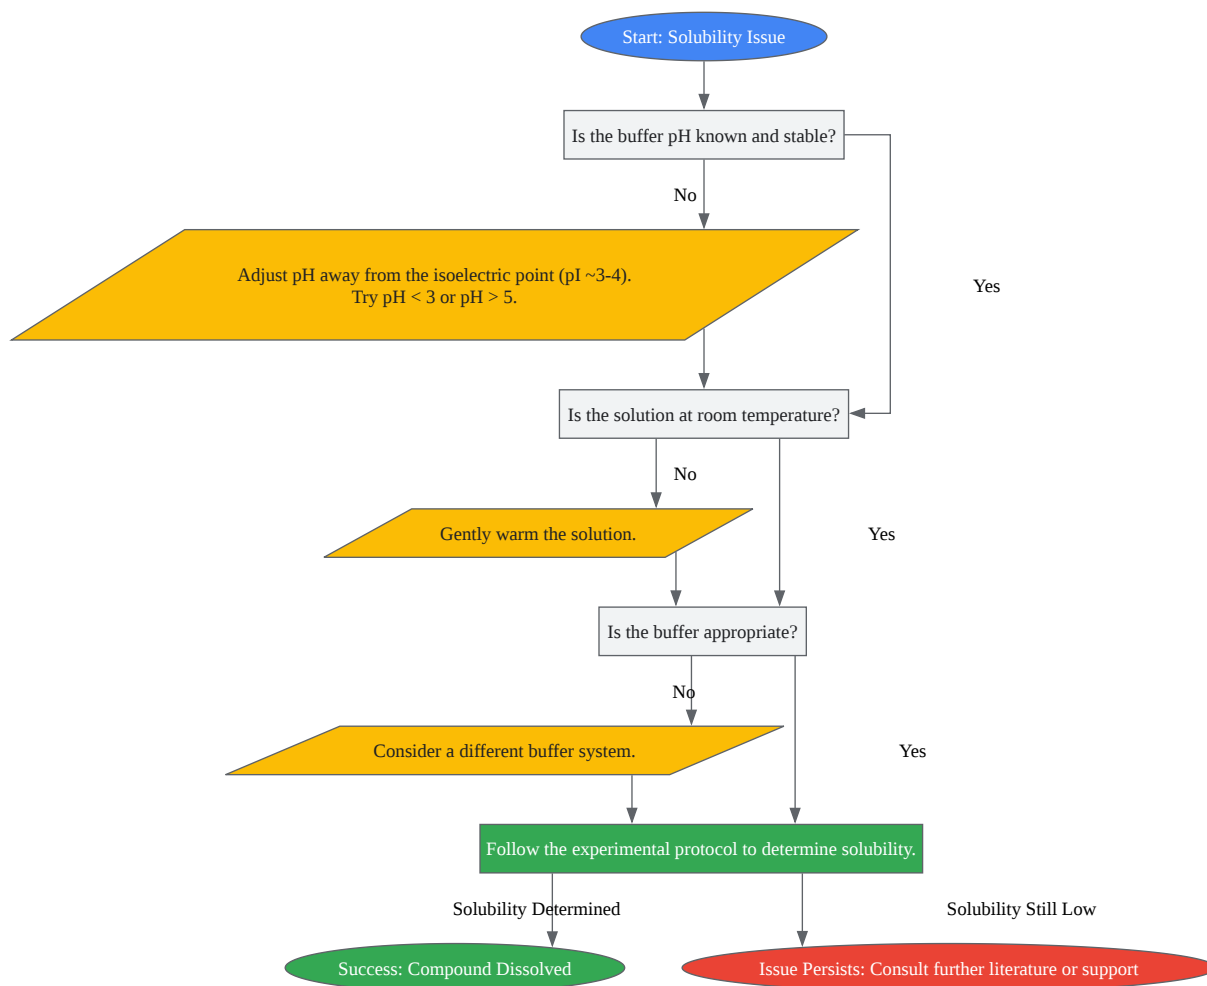 Start: Solubility Issue
Is the buffer pH known and stable?
No
Adjust pH away from the isoelectric point (pI ~3-4).
Try pH < 3 or pH > 5.
Yes
Is the solution at room temperature?
No
Gently warm the solution.
Yes
Is the buffer appropriate?
No
Consider a different buffer system.
Yes
Follow the experimental protocol to determine solubility.
Solubility Determined
Solubility Still Low
Success: Compound Dissolved
Issue Persists: Consult further literature or support